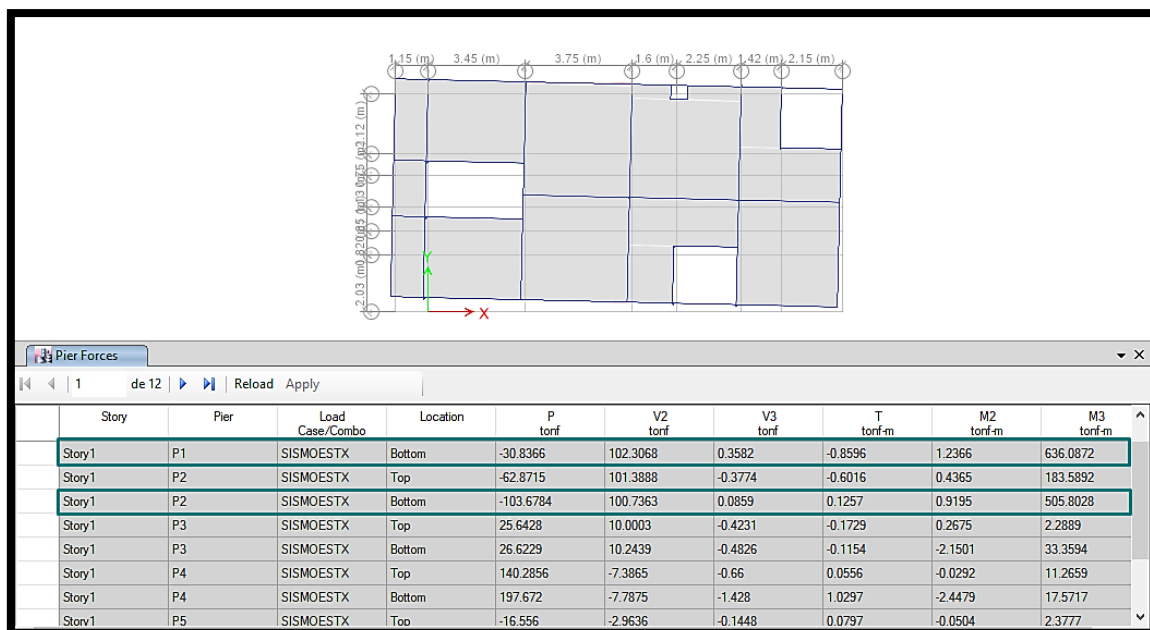 1.15 (m) 3.45 (m) 3.75 (m) 1.6 (m) 2.25 (m) 1.42 (m) 2.15 (m)
2.12 (m)
2.03 (m)
Y
X
Pier Forces
1 de 12 Reload Apply
Story Pier Load Case/Combo Location P tonf V2 tonf V3 tonf T tonf-m M2 tonf-m M3 tonf-m
Story1 P1 SISMOESTX Bottom -30.8366 102.3068 0.3582 -0.8596 1.2366 636.0872
Story1 P2 SISMOESTX Top -62.8715 101.3888 -0.3774 -0.6016 0.4365 183.5892
Story1 P2 SISMOESTX Bottom -103.6784 100.7363 0.0859 0.1257 0.9195 505.8028
Story1 P3 SISMOESTX Top 25.6428 10.0003 -0.4231 -0.1729 0.2675 2.2889
Story1 P3 SISMOESTX Bottom 26.6229 10.2439 -0.4826 -0.1154 -2.1501 33.3594
Story1 P4 SISMOESTX Top 140.2856 -7.3865 -0.66 0.0556 -0.0292 11.2659
Story1 P4 SISMOESTX Bottom 197.672 -7.7875 -1.428 1.0297 -2.4479 17.5717
Story1 P5 SISMOESTX Top -16.556 -2.9636 -0.1448 0.0797 -0.0504 2.3777